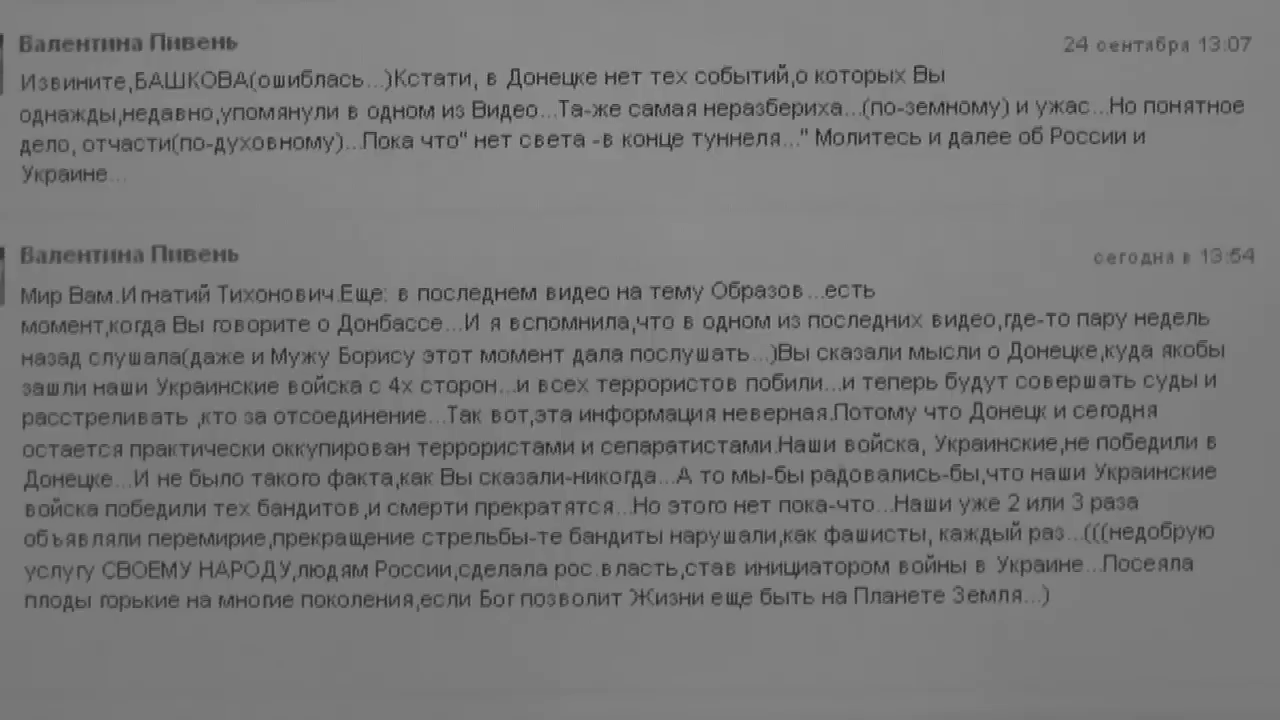 Валентина Пивень 24 сентября 13:07
Извините,БАШКОВА(ошиблась...)Кстати, в Донецке нет тех событий,о которых Вы
однажды,недавно,упомянули в одном из Видео...Та-же самая неразбериха...(по-земному) и ужас...Но понятное
дело, отчасти(по-духовному)...Пока что" нет света -в конце туннеля..." Молитесь и далее об России и
Украине...
Валентина Пивень сегодня в 13:54
Мир Вам.Игнатий Тихонович.Еще: в последнем видео на тему Образов...есть
момент,когда Вы говорите о Донбассе...И я вспомнила,что в одном из последних видео,где-то пару недель
назад слушала(даже и Мужу Борису этот момент дала послушать...)Вы сказали мысли о Донецке,куда якобы
зашли наши Украинские войска с 4х сторон...и всех террористов побили...и теперь будут совершать суды и
расстреливать ,кто за отсоединение...Так вот,эта информация неверная.Потому что Донецк и сегодня
остается практически оккупирован террористами и сепаратистами.Наши войска, Украинские,не победили в
Донецке...И не было такого факта,как Вы сказали-никогда...А то мы-бы радовались-бы,что наши Украинские
войска победили тех бандитов,и смерти прекратятся...Но этого нет пока-что...Наши уже 2 или 3 раза
объявляли перемирие,прекращение стрельбы-те бандиты нарушали,как фашисты, каждый раз...(((недобрую
услугу СВОЕМУ НАРОДУ,людям России,сделала рос.власть,став инициатором войны в Украине...Посеяла
плоды горькие на многие поколения,если Бог позволит Жизни еще быть на Планете Земля...)